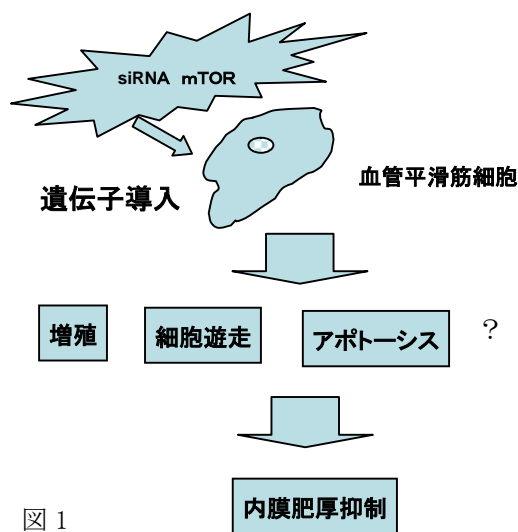 siRNA mTOR
遺伝子導入
血管平滑筋細胞
増殖 細胞遊走 アポトーシス ?
内膜肥厚抑制
図 1